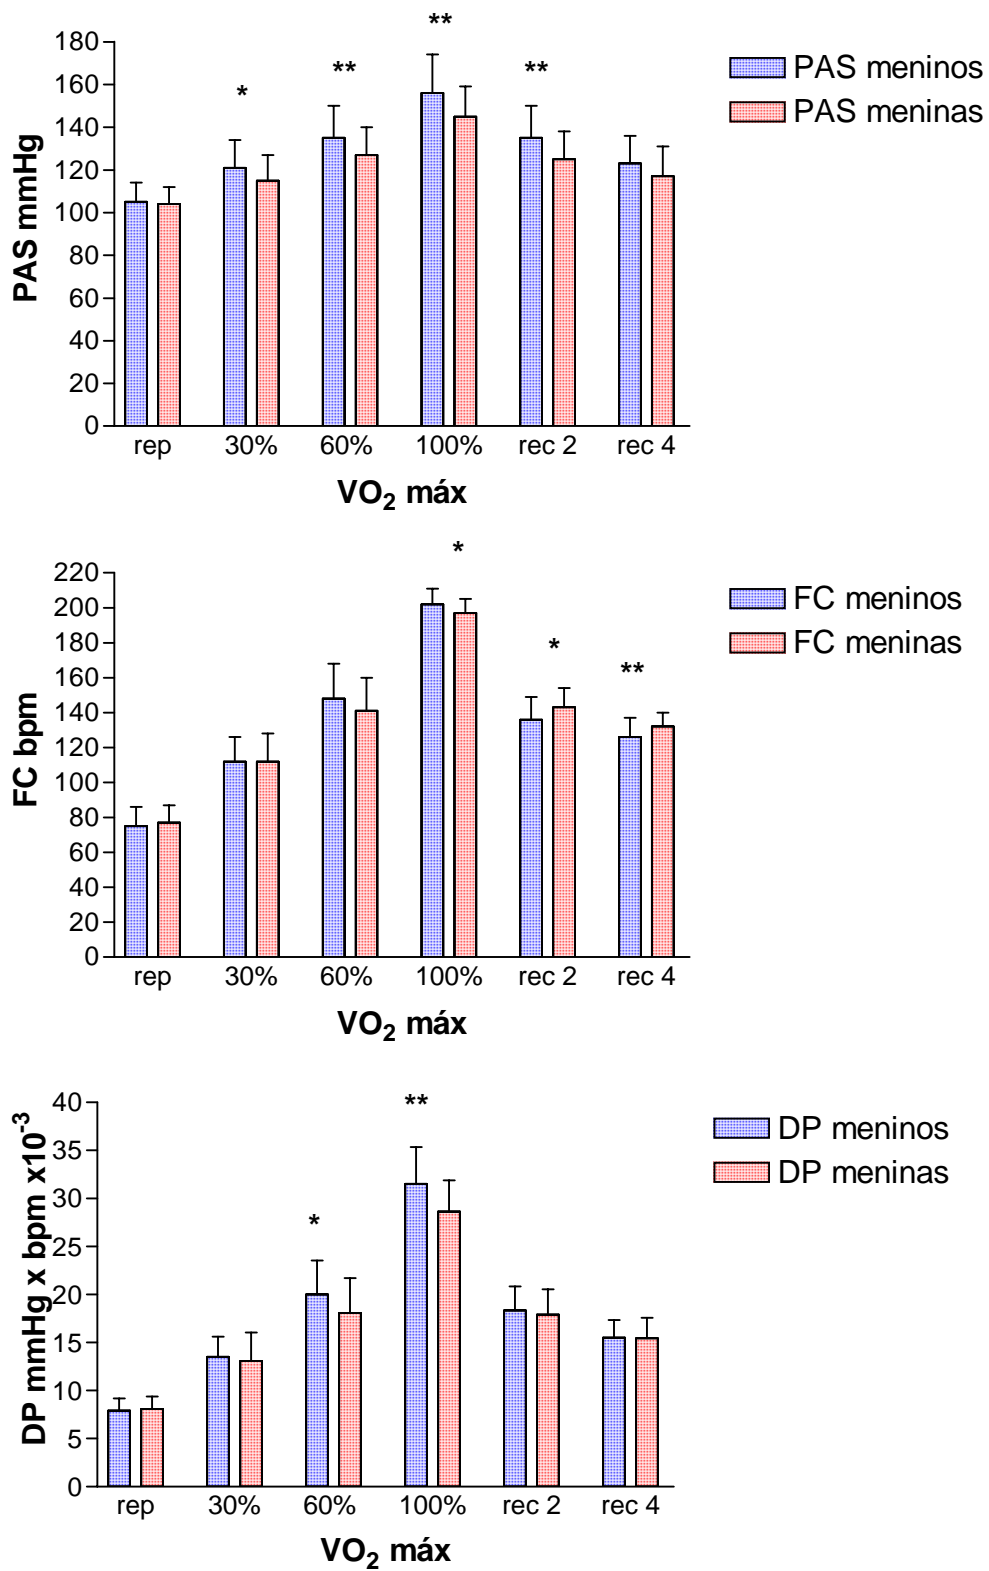 **
180
160
140
120
100
80
60
40
20
0
PAS mmHg
*
**
**
rep 30% 60% 100% rec 2 rec 4
VO2 máx
PAS meninos
PAS meninas
*
220
200
180
160
140
120
100
80
60
40
20
0
FC bpm
*
**
rep 30% 60% 100% rec 2 rec 4
VO2 máx
FC meninos
FC meninas
40
35
30
25
20
15
10
5
0
DP mmHg x bpm x10-3
**
*
rep 30% 60% 100% rec 2 rec 4
VO2 máx
DP meninos
DP meninas